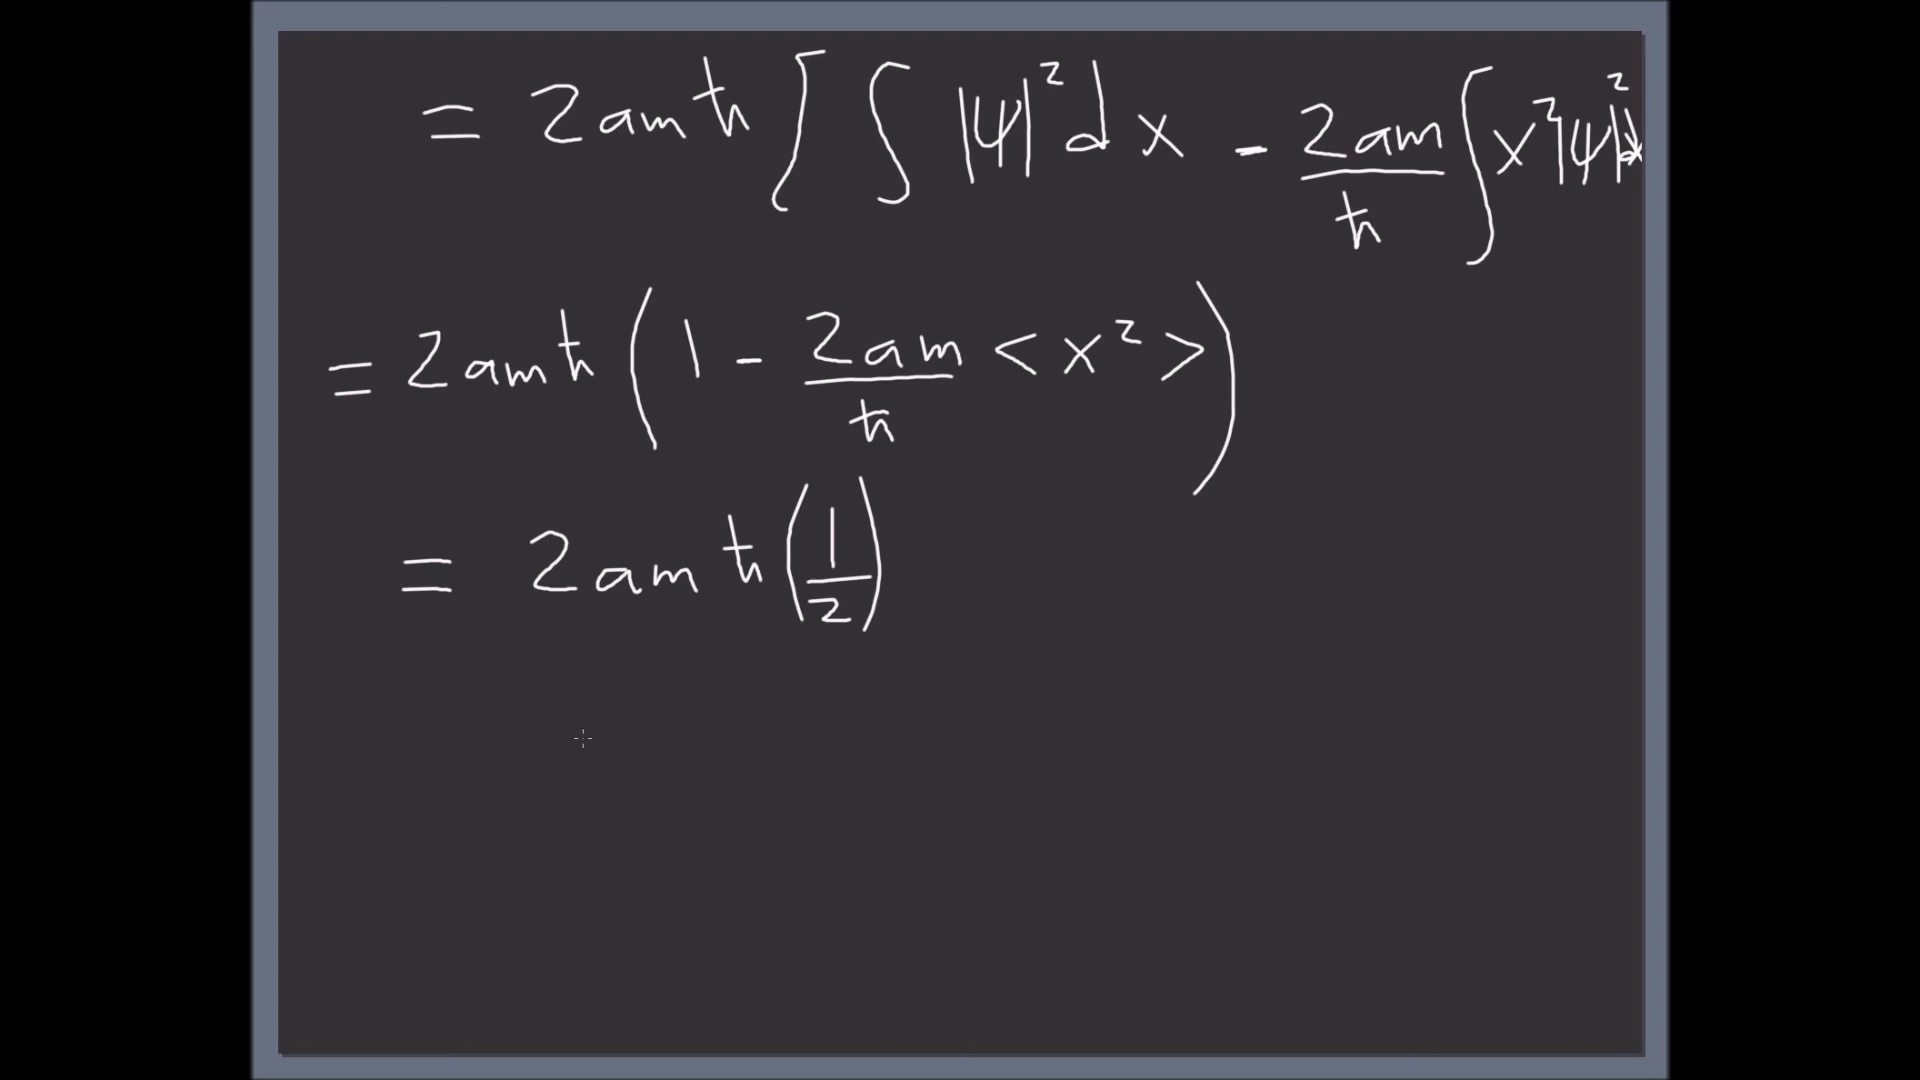 = 2amħ [ ∫ |ψ|² dx - 2am/ħ ∫ x²|ψ|² dx
= 2amħ ( 1 - 2am/ħ <x²> )
= 2amħ (1/2)